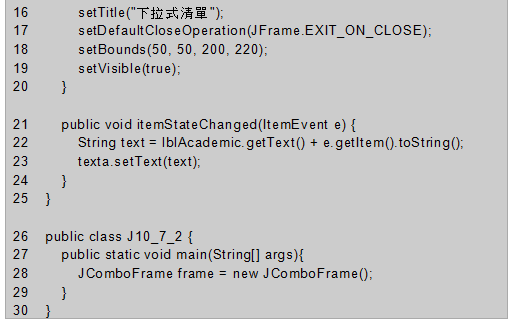 16 setTitle("下拉式清單");
17 setDefaultCloseOperation(JFrame.EXIT_ON_CLOSE);
18 setBounds(50, 50, 200, 220);
19 setVisible(true);
20 }
21 public void itemStateChanged(ItemEvent e) {
22 String text = lblAcademic.getText() + e.getItem().toString();
23 texta.setText(text);
24 }
25 }
26 public class J10_7_2 {
27 public static void main(String[] args){
28 JComboFrame frame = new JComboFrame();
29 }
30 }